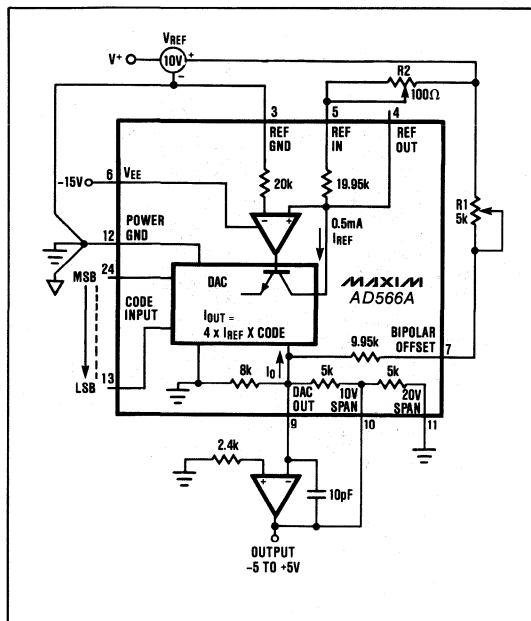 VREF
V+
10V
+
−
R2
100Ω
3
5
4
REF GND
REF IN
REF OUT
6
VEE
−15V
20k
19.95k
R1
5k
−
+
0.5mA
IREF
12
POWER GND
MSB
24
DAC
MAXIM
AD566A
CODE INPUT
IOUT =
4 x IREF X CODE
9.95k
BIPOLAR OFFSET
7
LSB
13
8k
IO
DAC OUT
5k
10V SPAN
5k
20V SPAN
9
10
11
2.4k
+
−
10pF
OUTPUT
−5 TO +5V